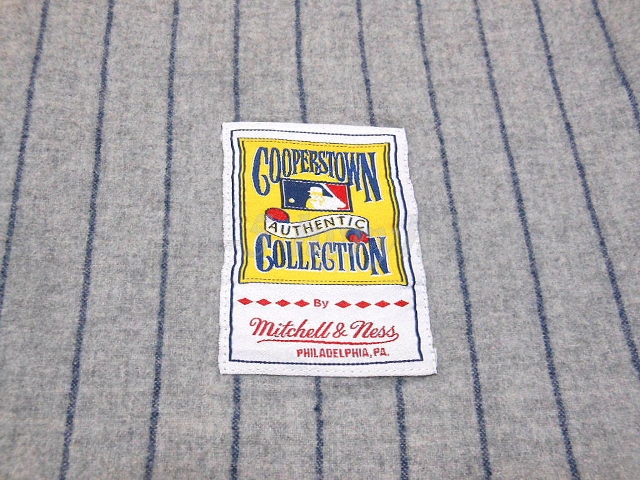 COOPERSTOWN
AUTHENTIC
COLLECTION
By
Mitchell & Ness
PHILADELPHIA, PA.